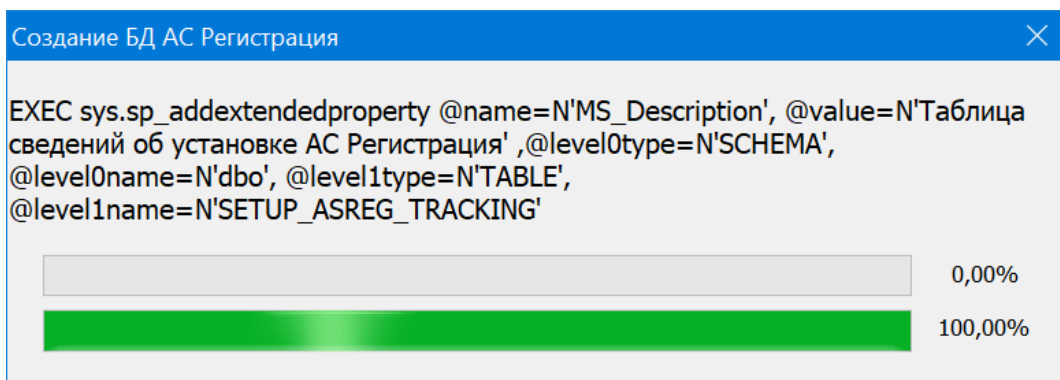 Создание БД АС Регистрация
EXEC sys.sp_addextendedproperty @name=N'MS_Description', @value=N'Таблица
сведений об установке АС Регистрация' ,@level0type=N'SCHEMA',
@level0name=N'dbo', @level1type=N'TABLE',
@level1name=N'SETUP_ASREG_TRACKING'
0,00%
100,00%